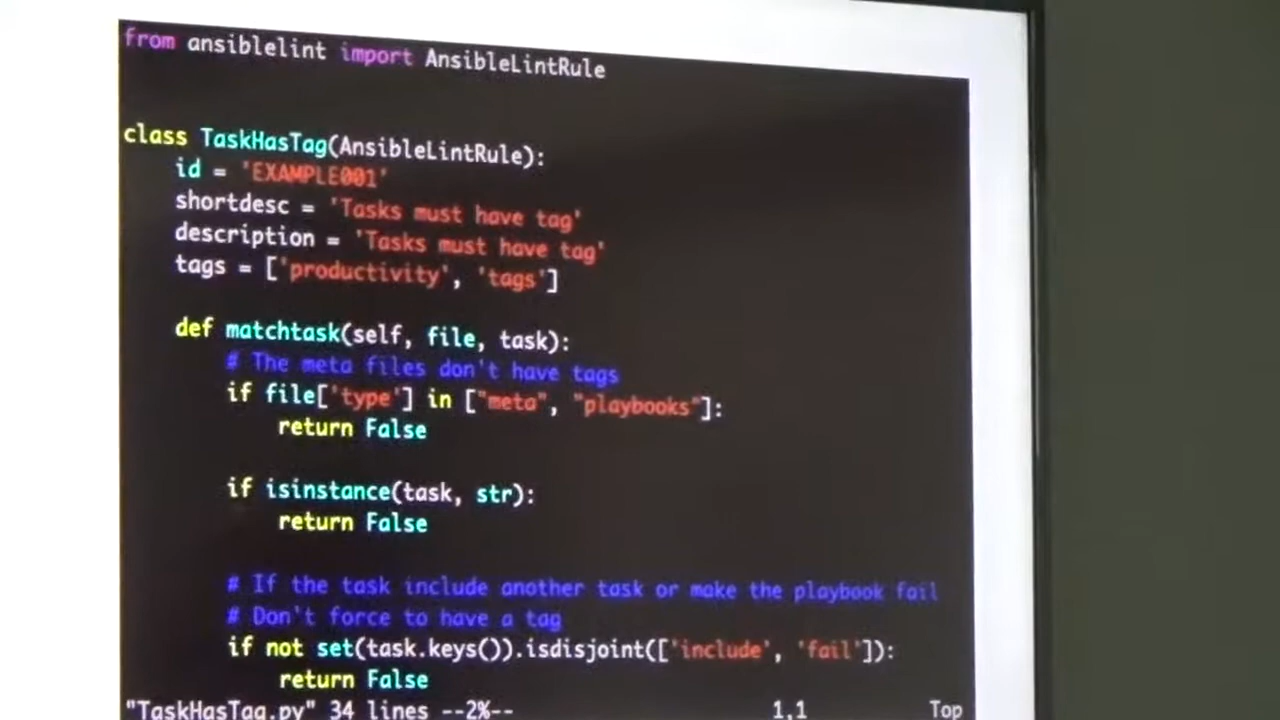 from ansiblelint import AnsibleLintRule
class TaskHasTag(AnsibleLintRule):
    id = 'EXAMPLE001'
    shortdesc = 'Tasks must have tag'
    description = 'Tasks must have tag'
    tags = ['productivity', 'tags']
    def matchtask(self, file, task):
        # The meta files don't have tags
        if file['type'] in ["meta", "playbooks"]:
            return False
        if isinstance(task, str):
            return False
        # If the task include another task or make the playbook fail
        # Don't force to have a tag
        if not set(task.keys()).isdisjoint(['include', 'fail']):
            return False
"TaskHasTag.py" 34 lines --2%-- 1,1 Top